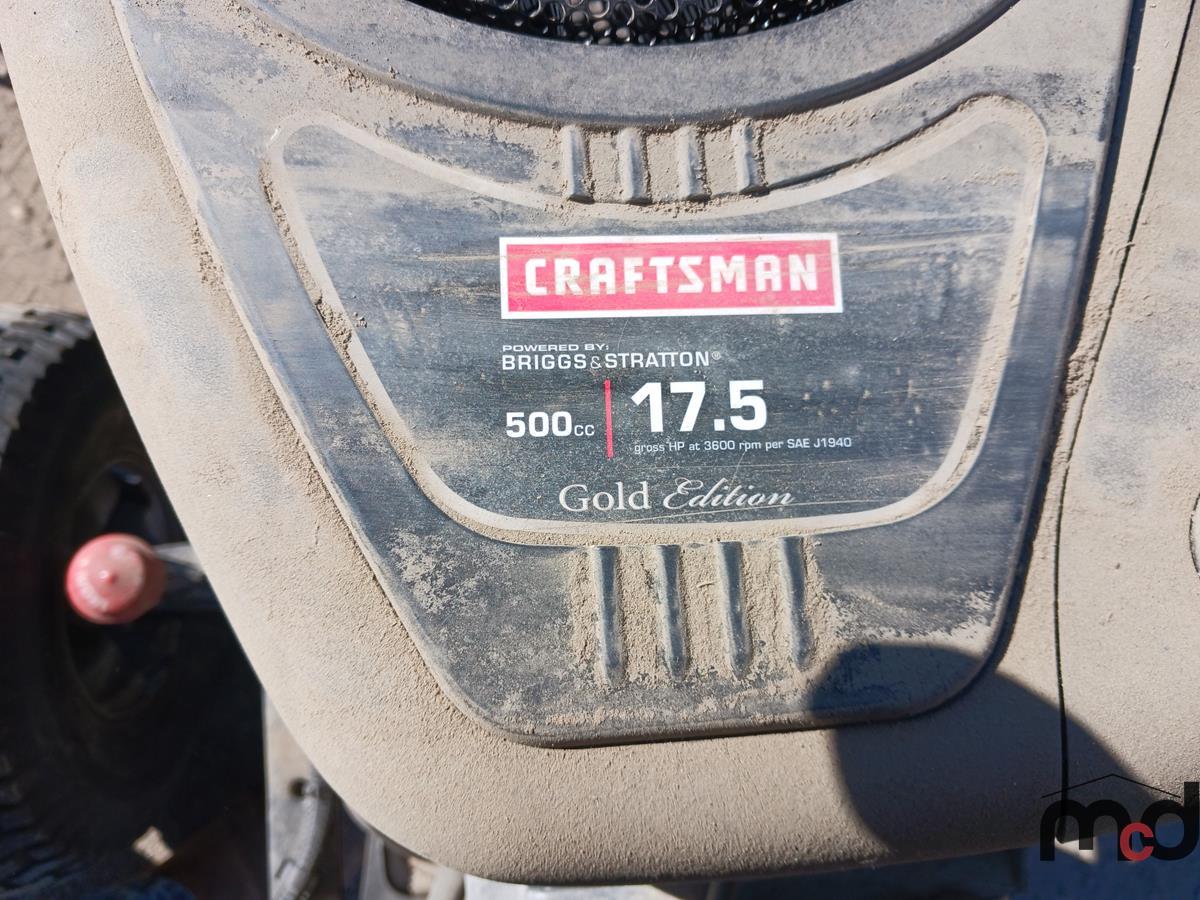 CRAFTSMAN
POWERED BY:
BRIGGS & STRATTON®
500cc | 17.5
gross HP at 3600 rpm per SAE J1940
Gold Edition
mcd